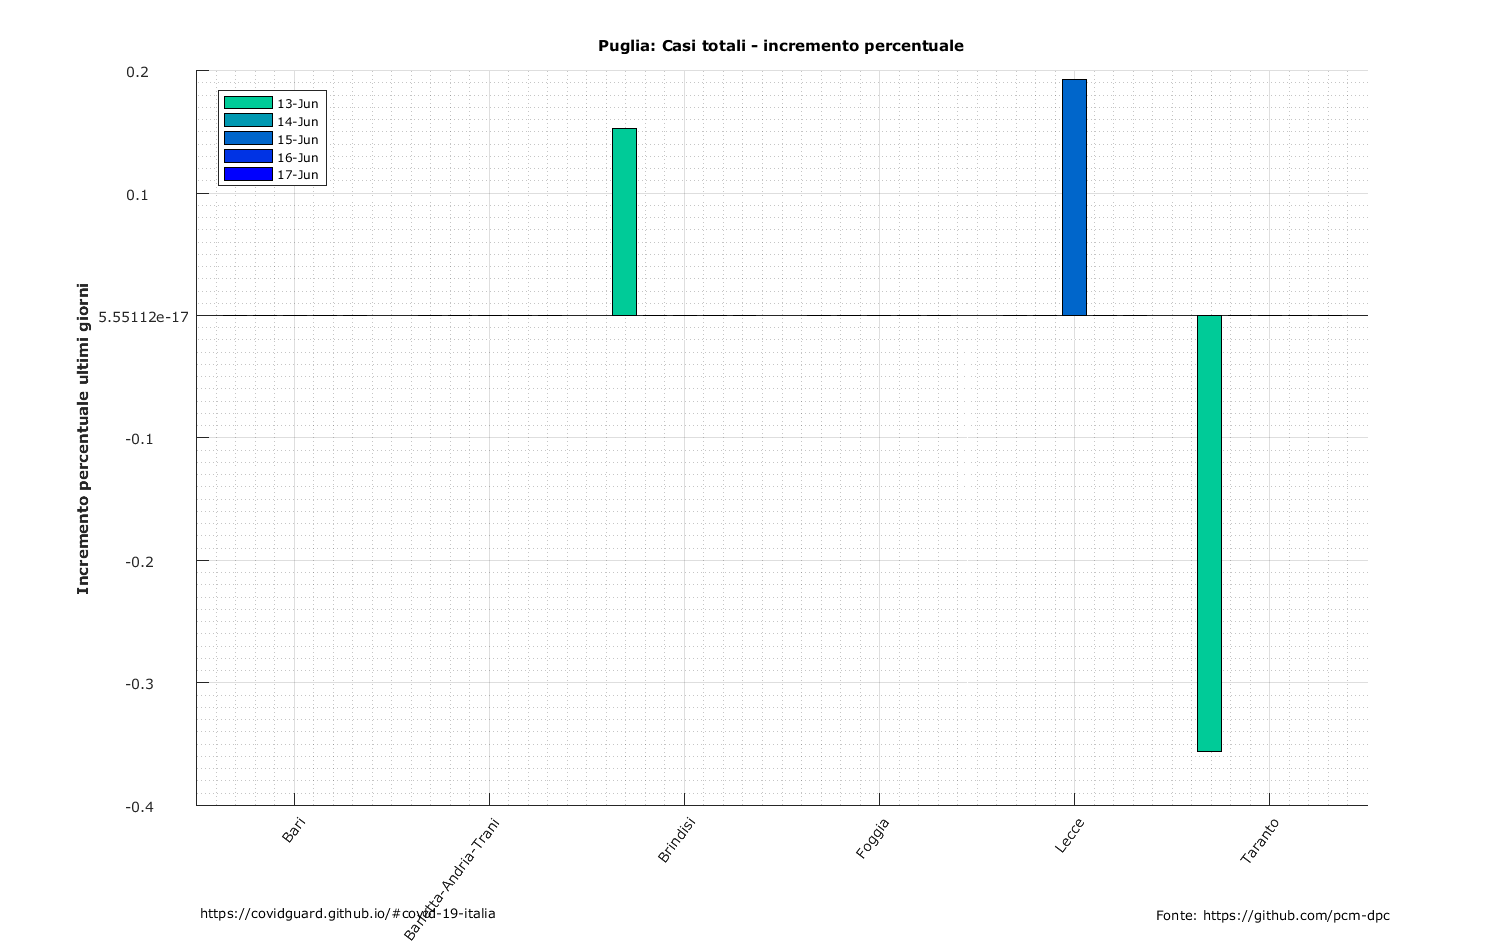 Puglia: Casi totali - incremento percentuale
0.2
0.1
5.55112e-17
-0.1
-0.2
-0.3
-0.4
Incremento percentuale ultimi giorni
13-Jun
14-Jun
15-Jun
16-Jun
17-Jun
Bari
Barletta-Andria-Trani
Brindisi
Foggia
Lecce
Taranto
https://covidguard.github.io/#covid-19-italia
Fonte: https://github.com/pcm-dpc